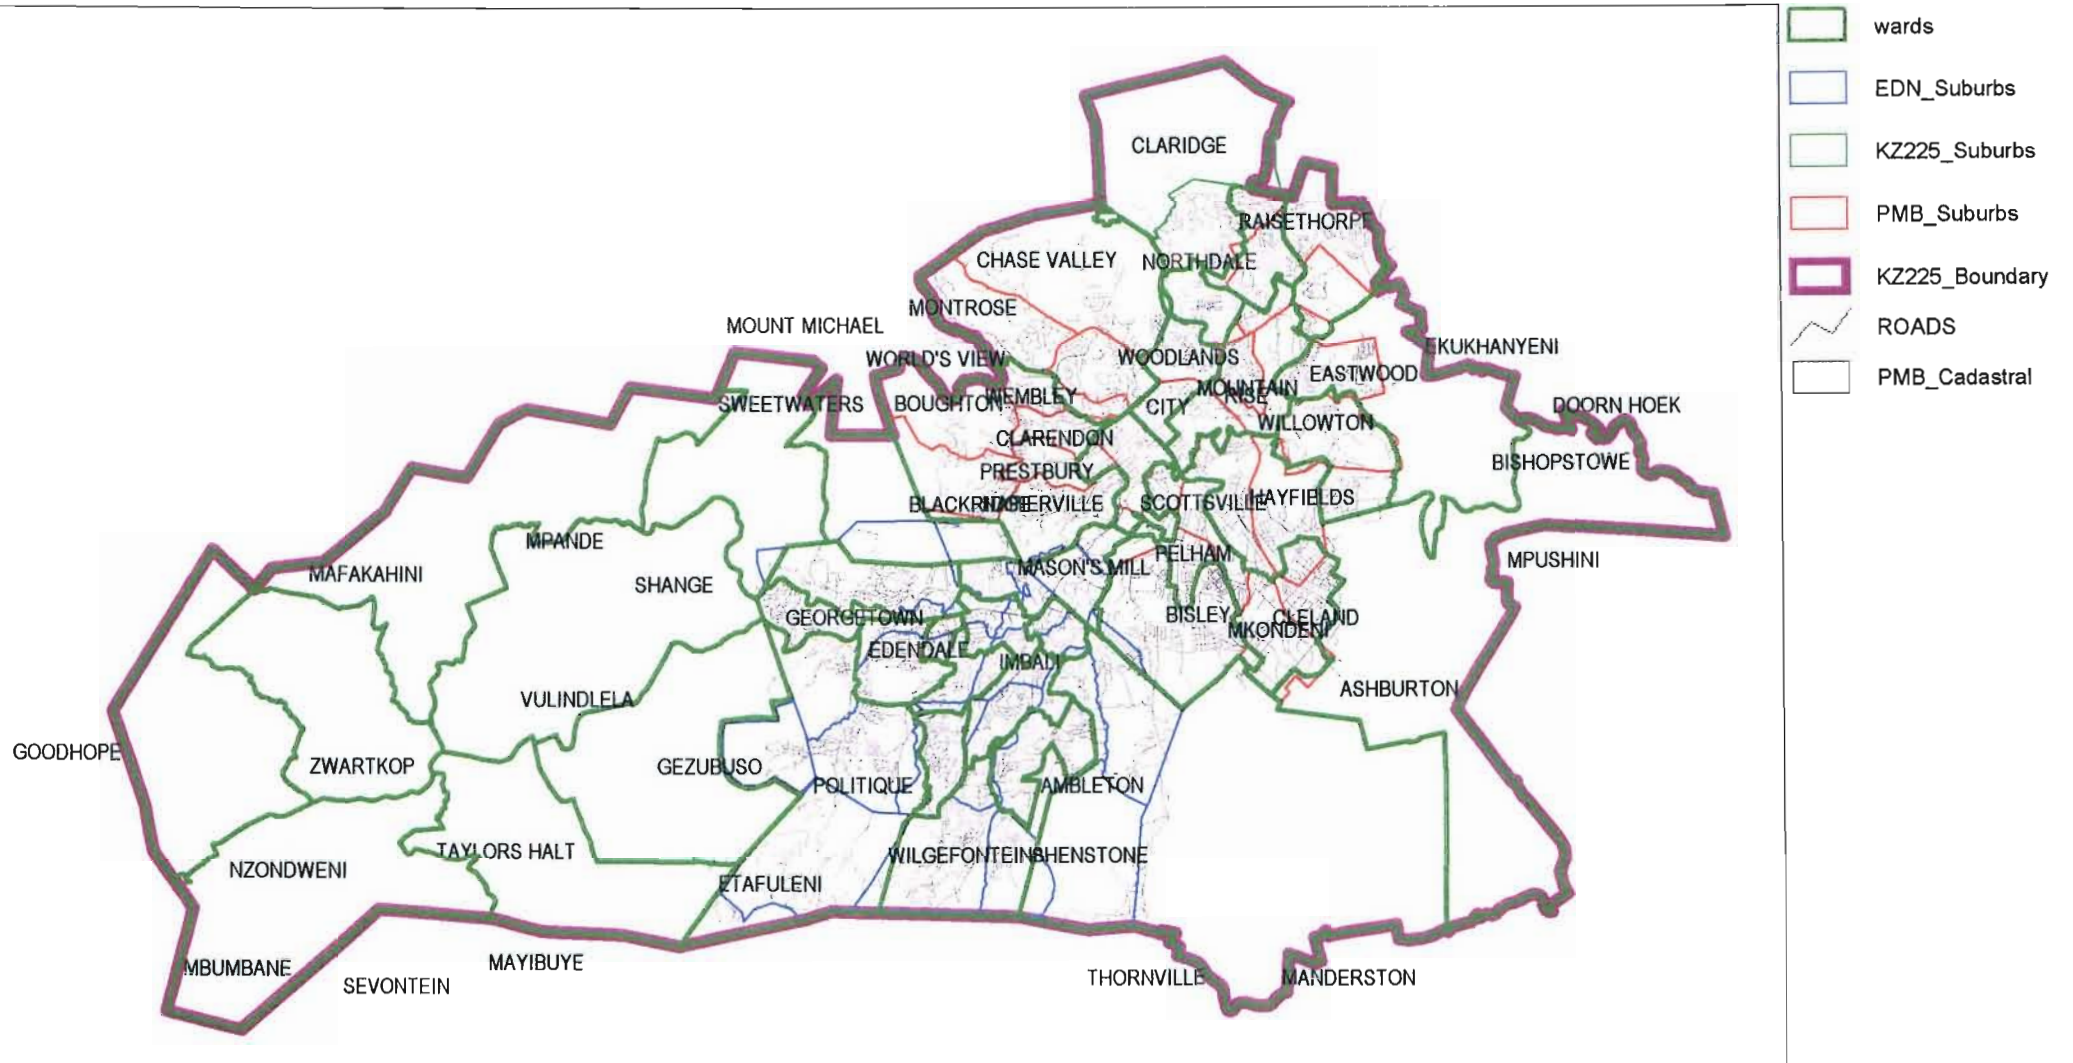 wards
EDN_Suburbs
KZ225_Suburbs
PMB_Suburbs
KZ225_Boundary
ROADS
PMB_Cadastral
CLARIDGE
RAISETHORPE
CHASE VALLEY
NORTHDALE
MONTROSE
MOUNT MICHAEL
WORLD'S VIEW
WOODLANDS
EKUKHANYENI
EASTWOOD
MOUNTAIN
RISE
WEMBLEY
SWEETWATERS
BOUGHTON
CITY
DOORN HOEK
WILLOWTON
CLARENDON
BISHOPSTOWE
PRESTBURY
BLACKRIDGE
NAPIERVILLE
SCOTTSVILLE
HAYFIELDS
MPANDE
PELHAM
MPUSHINI
MASON'S MILL
MAFAKAHINI
SHANGE
GEORGETOWN
BISLEY
CLELAND
MKONDENI
EDENDALE
IMBALI
ASHBURTON
VULINDLELA
GOODHOPE
ZWARTKOP
GEZUBUSO
POLITIQUE
AMBLETON
TAYLORS HALT
WILGEFONTEIN
SHENSTONE
NZONDWENI
ETAFULENI
MBUMBANE
MAYIBUYE
SEVONTEIN
THORNVILLE
MANDERSTON